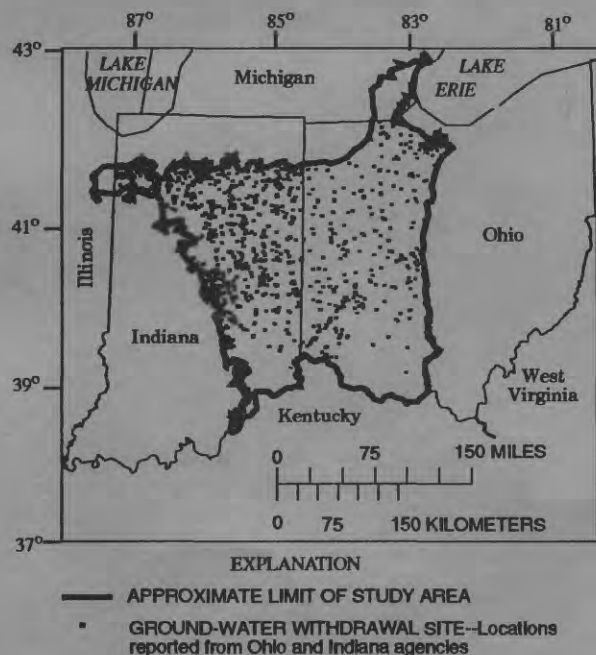 87° 85° 83° 81°
43°
LAKE
MICHIGAN
Michigan
LAKE
ERIE
41°
Illinois
Ohio
Indiana
39°
West
Virginia
Kentucky
0 75 150 MILES
0 75 150 KILOMETERS
37°
EXPLANATION
APPROXIMATE LIMIT OF STUDY AREA
GROUND-WATER WITHDRAWAL SITE--Locations
reported from Ohio and Indiana agencies